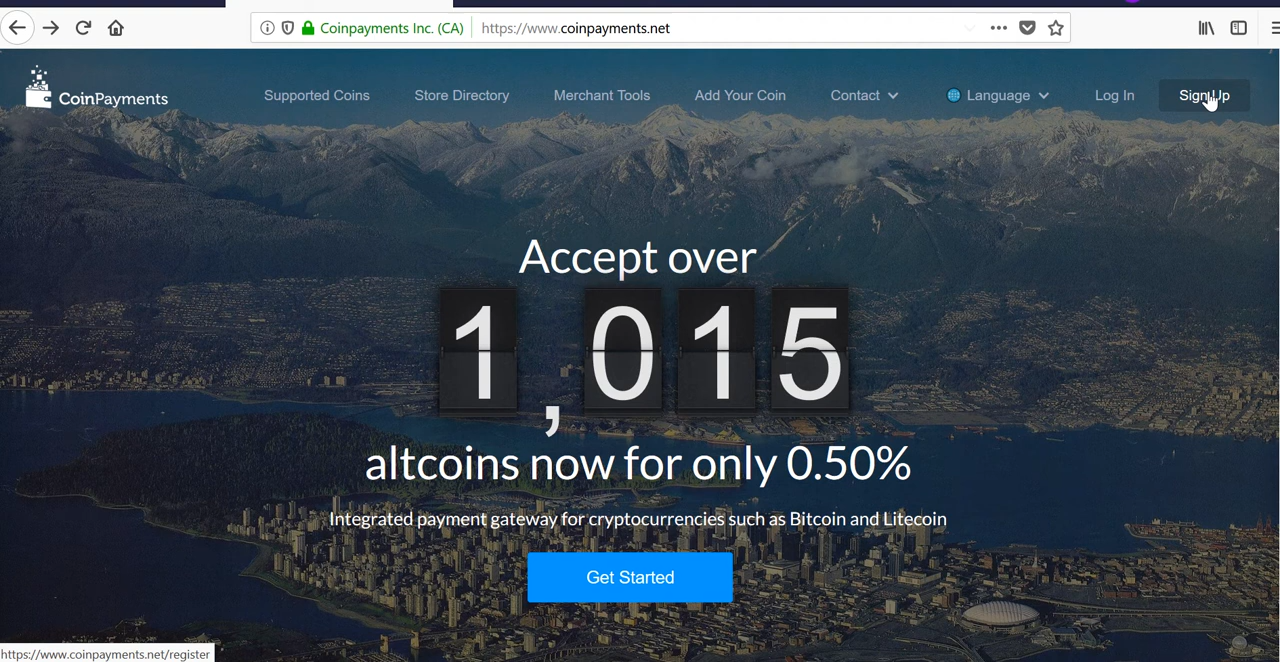 Coinpayments Inc. (CA) https://www.coinpayments.net
CoinPayments Supported Coins Store Directory Merchant Tools Add Your Coin Contact Language Log In Sign Up
Accept over
1,015
altcoins now for only 0.50%
Integrated payment gateway for cryptocurrencies such as Bitcoin and Litecoin
Get Started
https://www.coinpayments.net/register